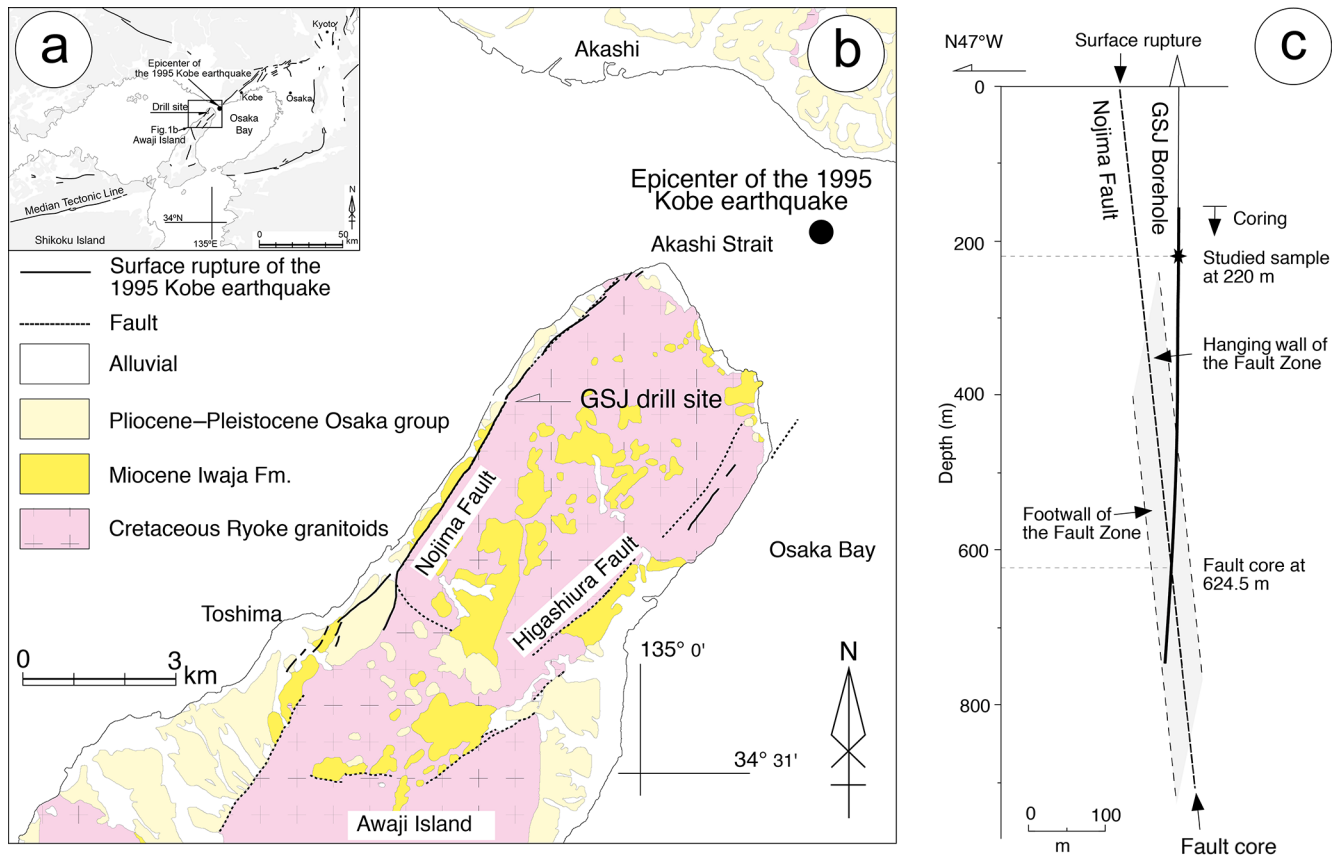 a
Kyoto
Epicenter of
the 1995 Kobe earthquake
Kobe
Osaka
Drill site
Osaka
Bay
Fig.1b
Awaji Island
Median Tectonic Line
N
34°N
135°E
0 50
km
Shikoku Island
Surface rupture of the
1995 Kobe earthquake
Fault
Alluvial
Pliocene–Pleistocene Osaka group
Miocene Iwaja Fm.
Cretaceous Ryoke granitoids
b
Akashi
Epicenter of the 1995
Kobe earthquake
Akashi Strait
GSJ drill site
Nojima Fault
Higashiura Fault
Osaka Bay
Toshima
0 3
km
135° 0'
N
34° 31'
Awaji Island
c
N47°W
Surface rupture
0
Nojima Fault
GSJ Borehole
Coring
200
Studied sample
at 220 m
Hanging wall of
the Fault Zone
400
Depth (m)
Footwall of
the Fault Zone
600
Fault core at
624.5 m
800
0 100
m
Fault core